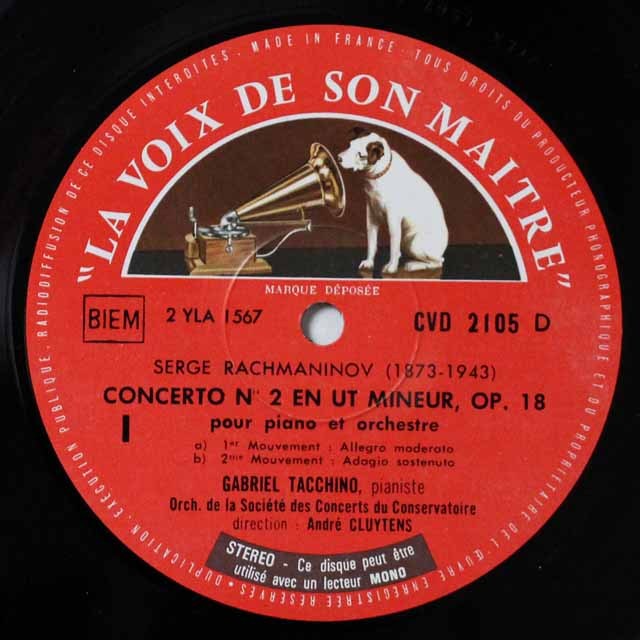 MADE IN FRANCE · TOUS DROITS DU PRODUCTEUR PHONOGRAPHIQUE ET DU PROPRIÉTAIRE DE L'ŒUVRE ENREGISTRÉE RÉSERVÉS · DUPLICATION · EXÉCUTION PUBLIQUE, RADIODIFFUSION DE CE DISQUE INTERDITES ·
"LA VOIX DE SON MAITRE"
MARQUE DÉPOSÉE
BIEM 2 YLA 1567 CVD 2105 D
SERGE RACHMANINOV (1873-1943)
CONCERTO N° 2 EN UT MINEUR, OP. 18
I pour piano et orchestre
a) 1er Mouvement : Allegro moderato
b) 2me Mouvement : Adagio sostenuto
GABRIEL TACCHINO, pianiste
Orch. de la Société des Concerts du Conservatoire
direction : André CLUYTENS
STEREO - Ce disque peut être
utilisé avec un lecteur MONO